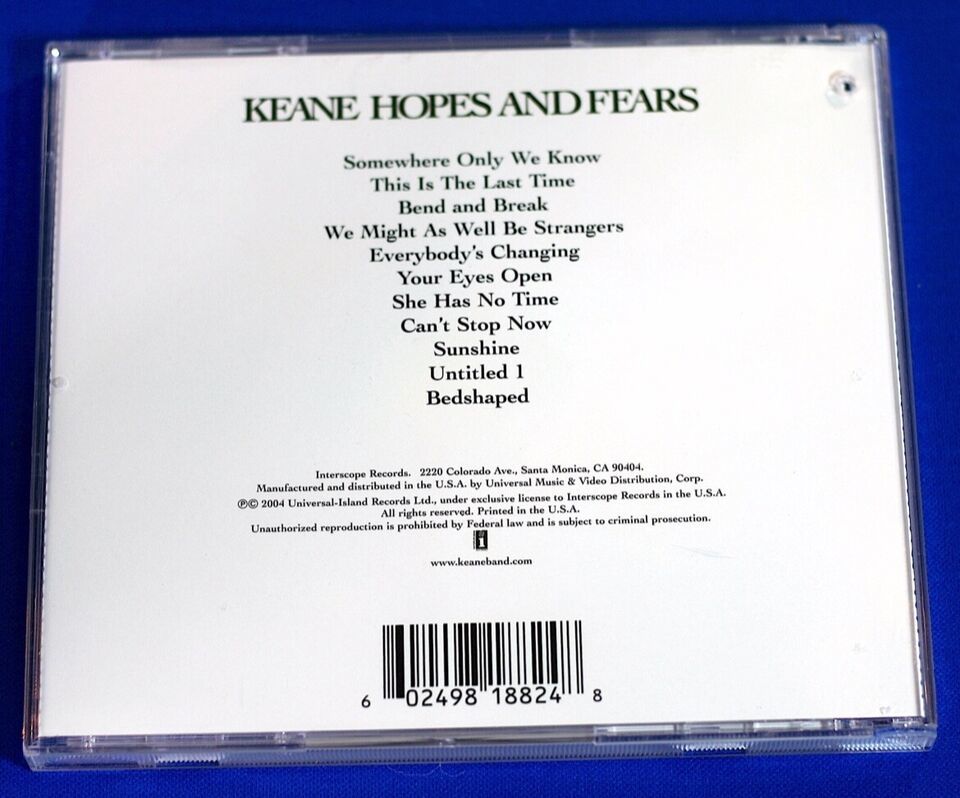 KEANE HOPES AND FEARS
Somewhere Only We Know
This Is The Last Time
Bend and Break
We Might As Well Be Strangers
Everybody's Changing
Your Eyes Open
She Has No Time
Can't Stop Now
Sunshine
Untitled 1
Bedshaped
Interscope Records. 2220 Colorado Ave., Santa Monica, CA 90404.
Manufactured and distributed in the U.S.A. by Universal Music & Video Distribution, Corp.
℗© 2004 Universal-Island Records Ltd., under exclusive license to Interscope Records in the U.S.A.
All rights reserved. Printed in the U.S.A.
Unauthorized reproduction is prohibited by Federal law and is subject to criminal prosecution.
i
www.keaneband.com
6 02498 18824 8